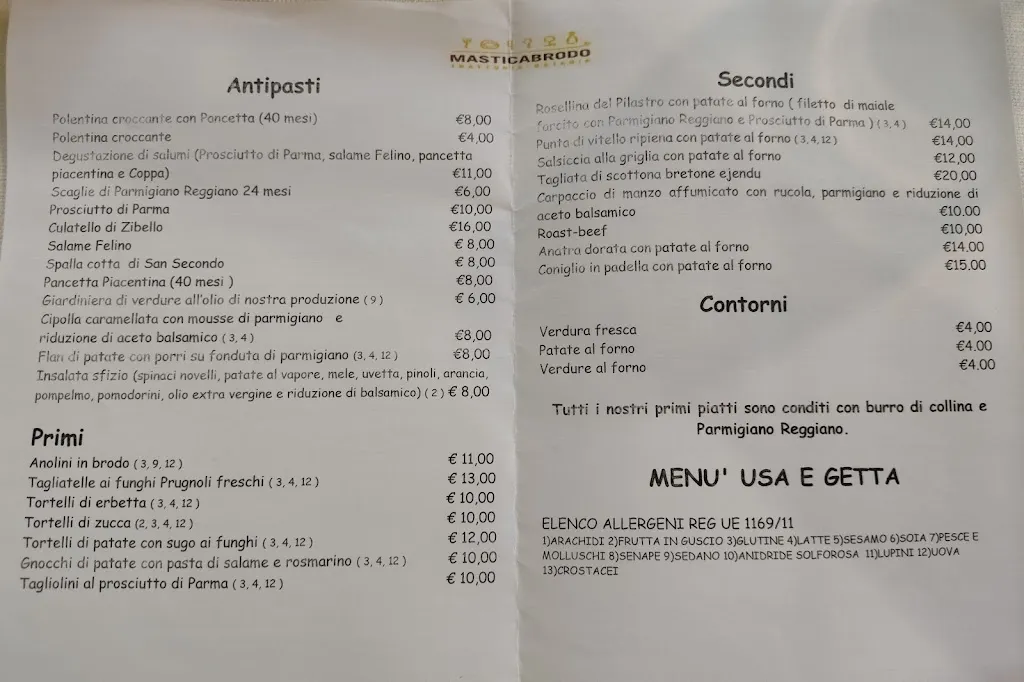 MASTICABRODO
TRATTORIA-OSTERIA
Antipasti
Polentina croccante con Pancetta (40 mesi) €8,00
Polentina croccante €4,00
Degustazione di salumi (Prosciutto di Parma, salame Felino, pancetta
piacentina e Coppa) €11,00
Scaglie di Parmigiano Reggiano 24 mesi €6,00
Prosciutto di Parma €10,00
Culatello di Zibello €16,00
Salame Felino € 8,00
Spalla cotta di San Secondo € 8,00
Pancetta Piacentina (40 mesi ) €8,00
Giardiniera di verdure all'olio di nostra produzione ( 9 ) € 6,00
Cipolla caramellata con mousse di parmigiano e
riduzione di aceto balsamico ( 3, 4 ) €8,00
Flan di patate con porri su fonduta di parmigiano (3, 4, 12 ) €8,00
Insalata sfizio (spinaci novelli, patate al vapore, mele, uvetta, pinoli, arancia,
pompelmo, pomodorini, olio extra vergine e riduzione di balsamico) ( 2 ) € 8,00
Primi
Anolini in brodo ( 3, 9, 12 ) € 11,00
Tagliatelle ai funghi Prugnoli freschi ( 3, 4, 12 ) € 13,00
Tortelli di erbetta ( 3, 4, 12 ) € 10,00
Tortelli di zucca (2, 3, 4, 12 ) € 10,00
Tortelli di patate con sugo ai funghi ( 3, 4, 12 ) € 12,00
Gnocchi di patate con pasta di salame e rosmarino ( 3, 4, 12 ) € 10,00
Tagliolini al prosciutto di Parma ( 3, 4, 12 ) € 10,00
Secondi
Rosellina del Pilastro con patate al forno ( filetto di maiale
farcito con Parmigiano Reggiano e Prosciutto di Parma ) ( 3, 4 ) €14,00
Punta di vitello ripiena con patate al forno ( 3, 4, 12 ) €14,00
Salsiccia alla griglia con patate al forno €12,00
Tagliata di scottona bretone ejendu €20,00
Carpaccio di manzo affumicato con rucola, parmigiano e riduzione di
aceto balsamico €10.00
Roast-beef €10,00
Anatra dorata con patate al forno €14.00
Coniglio in padella con patate al forno €15.00
Contorni
Verdura fresca €4,00
Patate al forno €4.00
Verdure al forno €4.00
Tutti i nostri primi piatti sono conditi con burro di collina e
Parmigiano Reggiano.
MENU' USA E GETTA
ELENCO ALLERGENI REG UE 1169/11
1)ARACHIDI 2)FRUTTA IN GUSCIO 3)GLUTINE 4)LATTE 5)SESAMO 6)SOIA 7)PESCE E
MOLLUSCHI 8)SENAPE 9)SEDANO 10)ANIDRIDE SOLFOROSA 11)LUPINI 12)UOVA
13)CROSTACEI